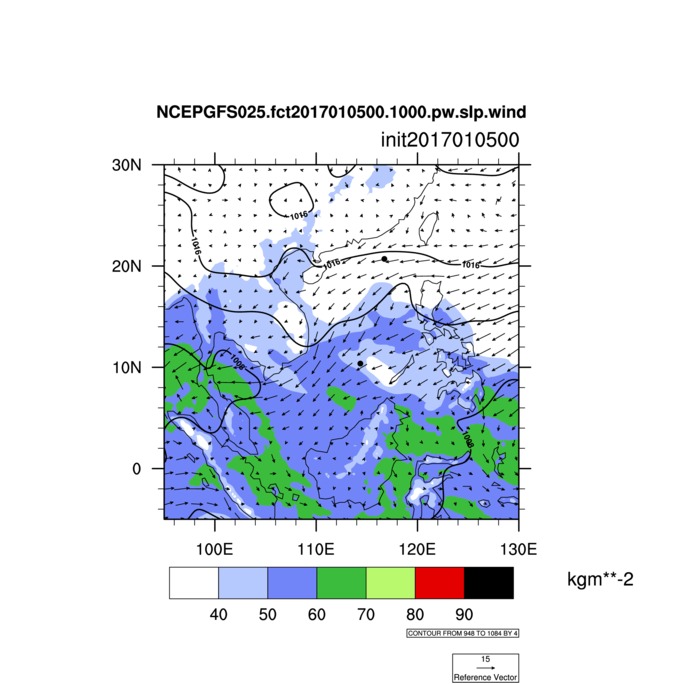 NCEPGFS025.fct2017010500.1000.pw.slp.wind
init2017010500
30N
1016
1016
1016
1016
20N
1008
10N
1008
0
100E 110E 120E 130E
kgm**-2
40 50 60 70 80 90
CONTOUR FROM 948 TO 1084 BY 4
15
Reference Vector